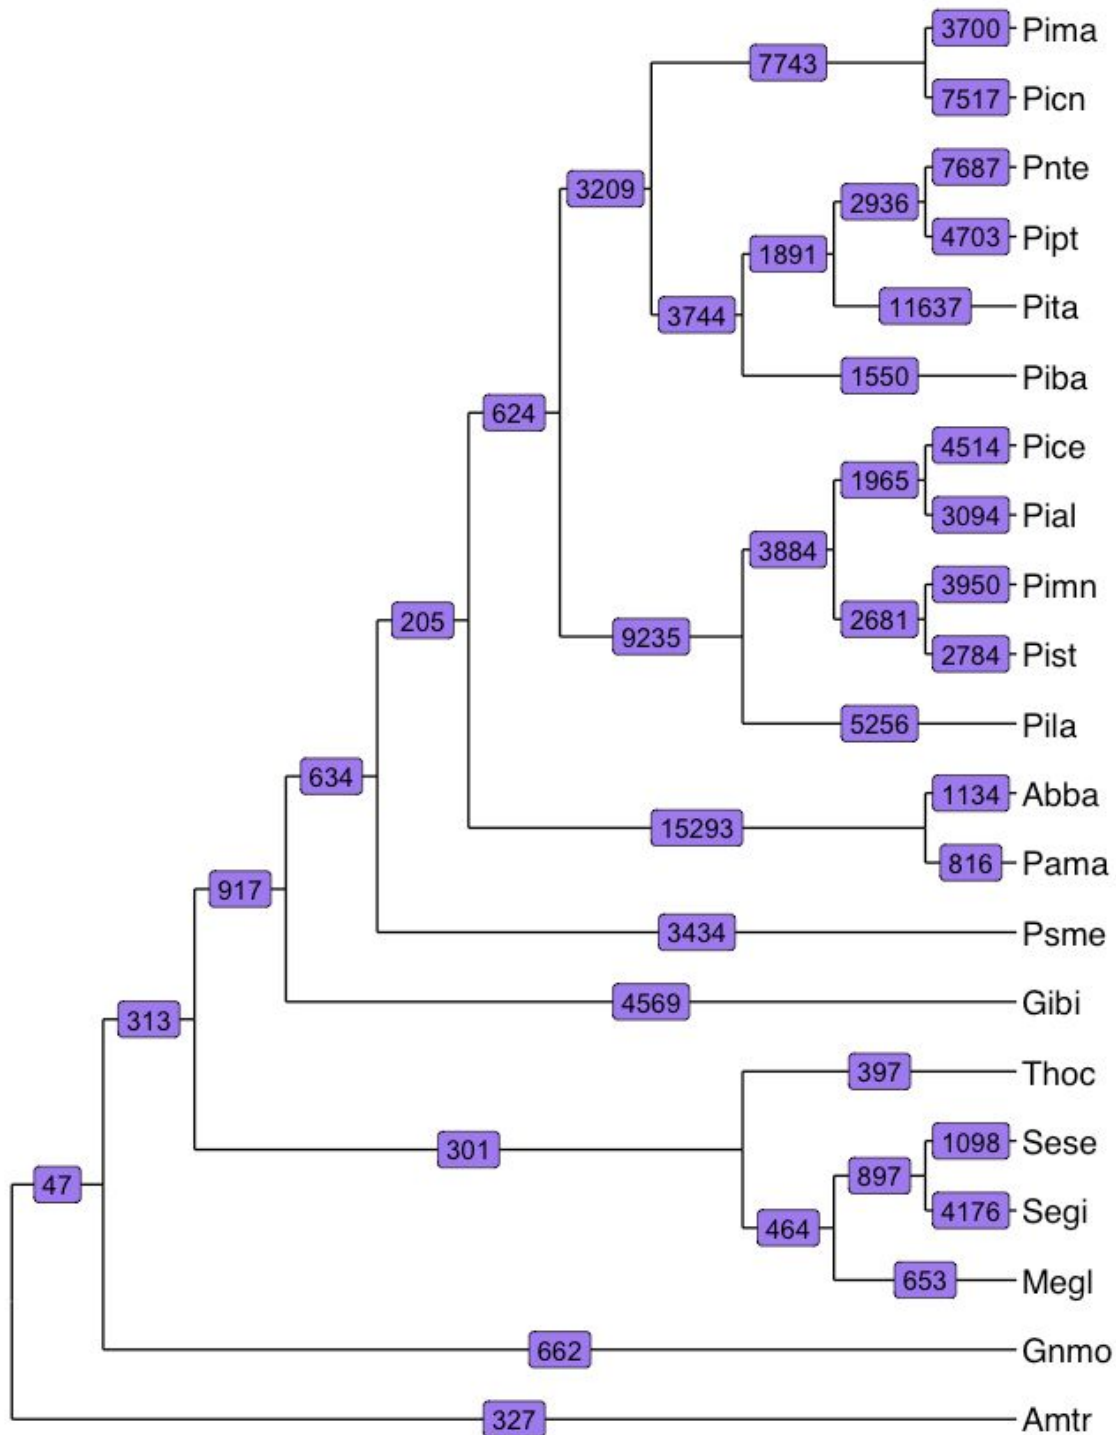 3700 Pima
7743
7517 Picn
7687 Pnte
3209
2936
4703 Pipt
1891
11637 Pita
3744
1550 Piba
624
4514 Pice
1965
3094 Pial
3884
3950 Pimn
205
2681
9235
2784 Pist
5256 Pila
634
1134 Abba
15293
816 Pama
917
3434 Psme
4569 Gibi
313
397 Thoc
1098 Sese
301
897
47
4176 Segi
464
653 Megl
662 Gnmo
327 Amtr